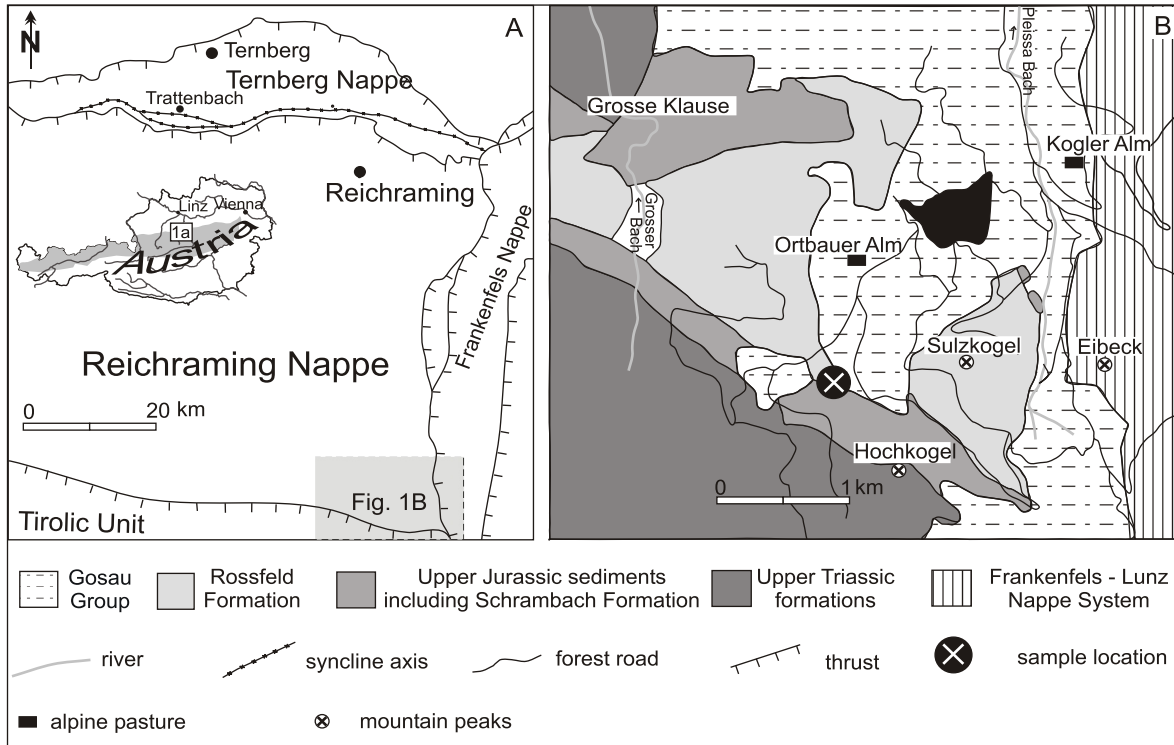 A
N
Ternberg
Ternberg Nappe
Trattenbach
Reichraming
Linz Vienna
1a
Austria
Frankenfels Nappe
Reichraming Nappe
0 20 km
Fig. 1B
Tirolic Unit
B
Pleissa Bach
→
Grosse Klause
Kogler Alm
Grosser
Bach
→
Ortbauer Alm
Sulzkogel
Eibeck
Hochkogel
0 1 km
Gosau
Group
Rossfeld
Formation
Upper Jurassic sediments
including Schrambach Formation
Upper Triassic
formations
Frankenfels - Lunz
Nappe System
river
syncline axis
forest road
thrust
sample location
alpine pasture
mountain peaks